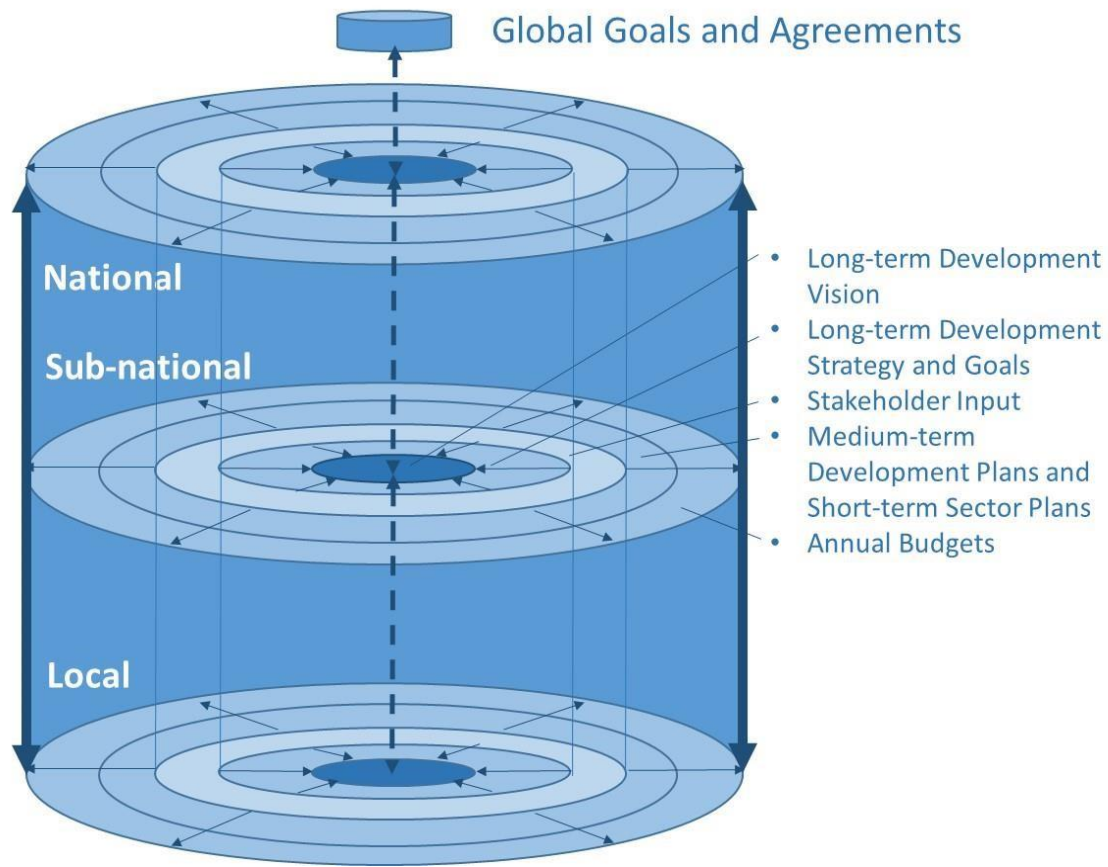 Global Goals and Agreements
National
Sub-national
Local
• Long-term Development
Vision
• Long-term Development
Strategy and Goals
• Stakeholder Input
• Medium-term
Development Plans and
Short-term Sector Plans
• Annual Budgets